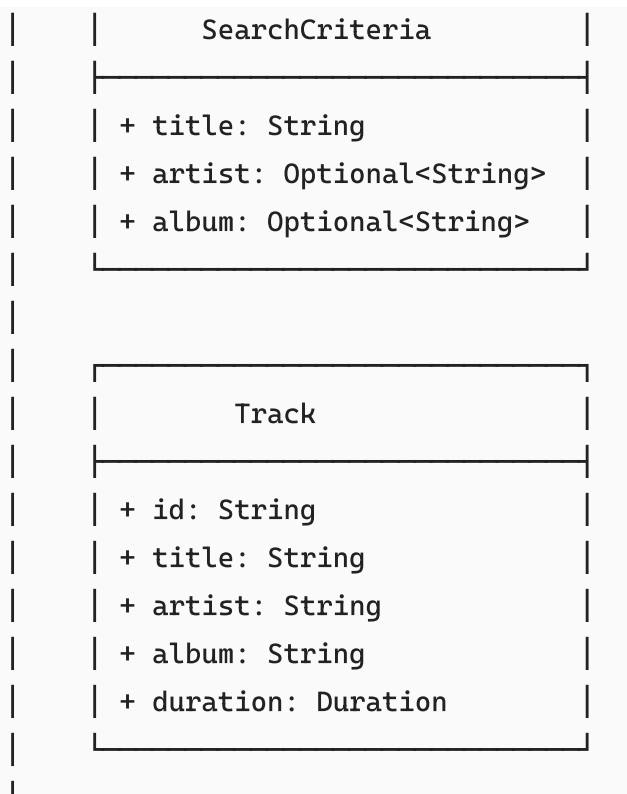 SearchCriteria
+ title: String
+ artist: Optional<String>
+ album: Optional<String>
Track
+ id: String
+ title: String
+ artist: String
+ album: String
+ duration: Duration